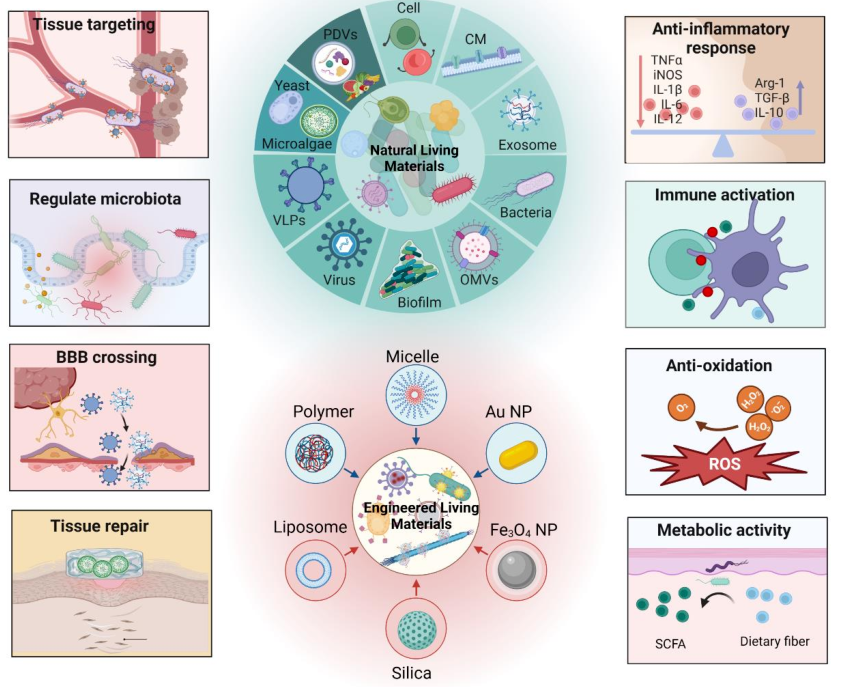 Tissue targeting
Regulate microbiota
BBB crossing
Tissue repair
Cell
PDVs
CM
Yeast
Microalgae
Exosome
Natural Living
Materials
VLPs
Bacteria
Virus
OMVs
Biofilm
Micelle
Polymer
Au NP
Engineered Living
Materials
Liposome
Fe₃O₄ NP
Silica
Anti-inflammatory
response
TNFα
iNOS
IL-1β
IL-6
IL-12
Arg-1
TGF-β
IL-10
Immune activation
Anti-oxidation
O₂
H₂O₂
·O₂⁻
H₂O₂
ROS
Metabolic activity
SCFA
Dietary fiber